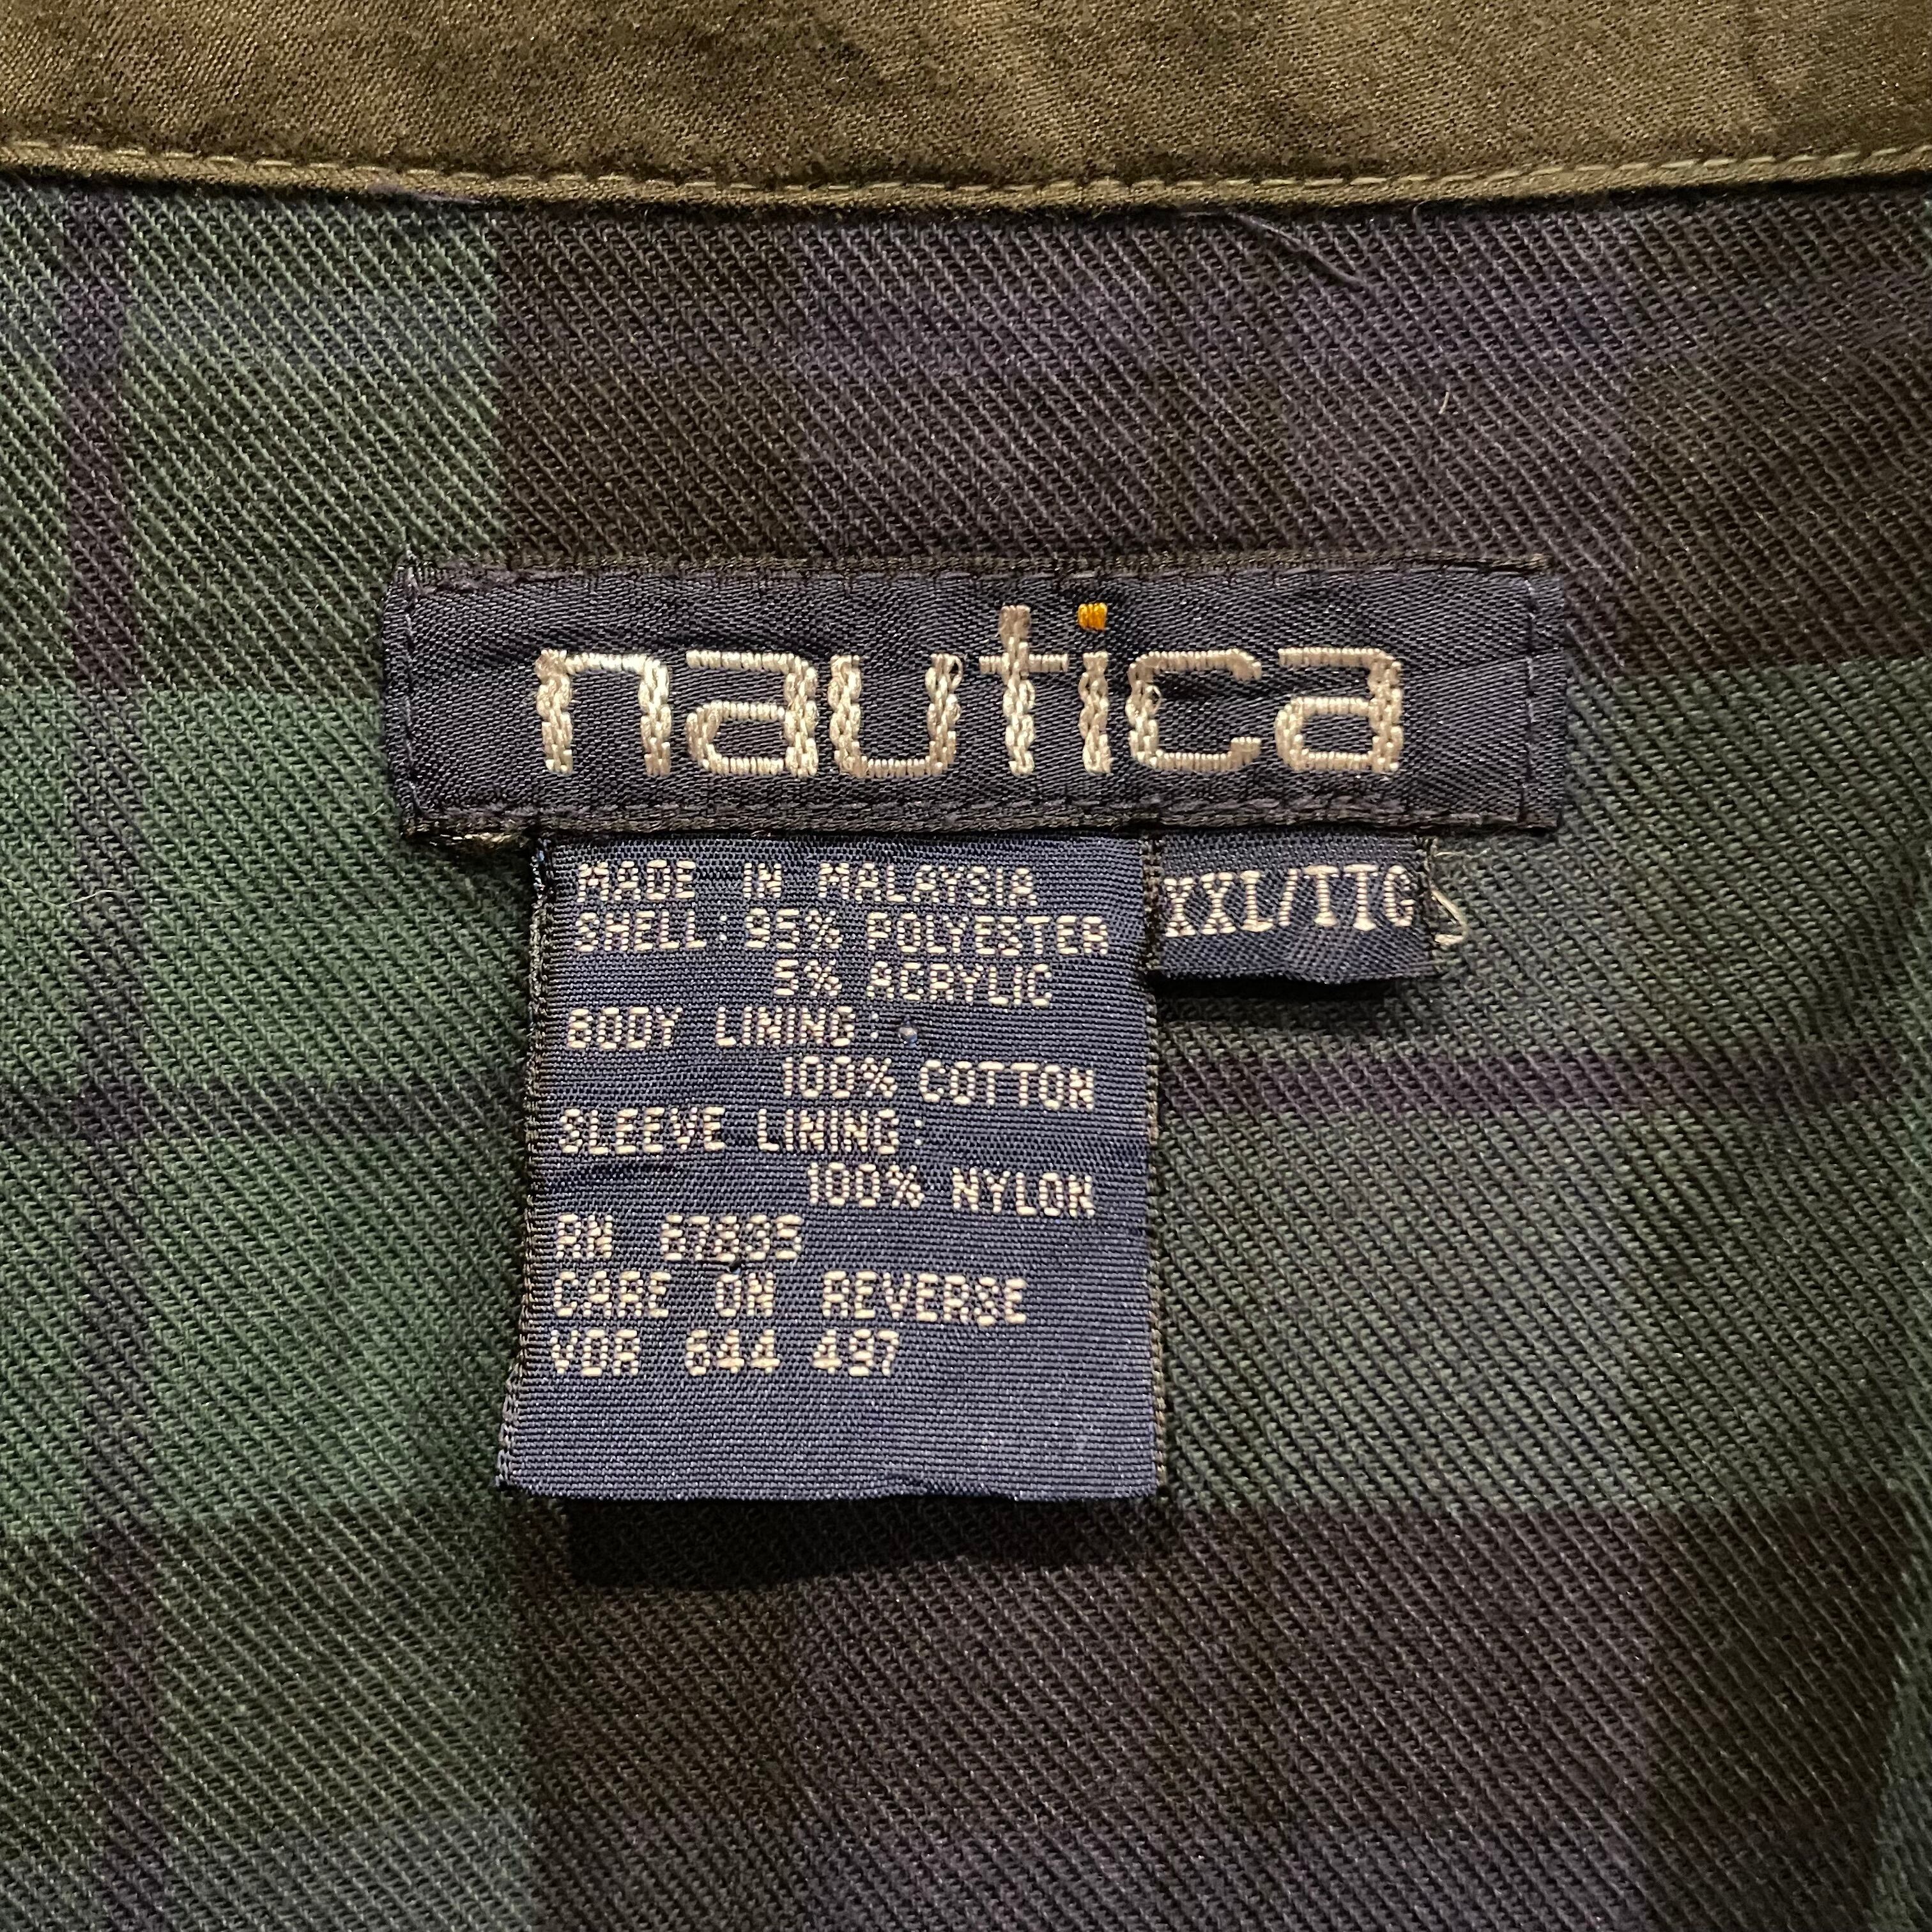 nautica
XXL/TTG
MADE IN MALAYSIA
SHELL: 95% POLYESTER
5% ACRYLIC
BODY LINING:
100% COTTON
SLEEVE LINING:
100% NYLON
RN 67835
CARE ON REVERSE
VDR 644 497